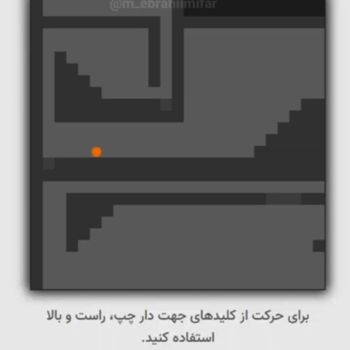 @m_ebrahimifar
برای حرکت از کلیدهای جهت دار چپ، راست و بالا
استفاده کنید.